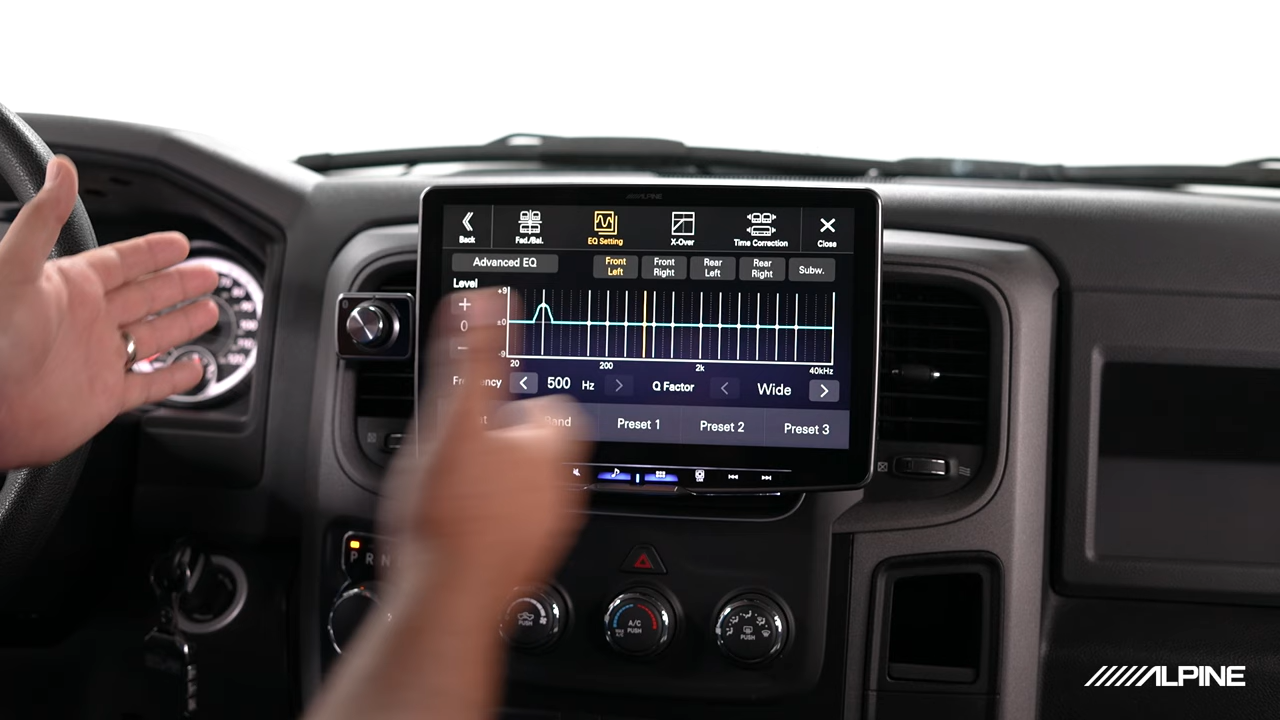 ALPINE
Back
Fad./Bal.
EQ Setting
X-Over
Time Correction
Close
Advanced EQ
Front Left
Front Right
Rear Left
Rear Right
Subw.
Level
+9
+
0
±0
−
-9
20
200
2k
40kHz
500 Hz
Q Factor
Wide
Preset 1
Preset 2
Preset 3
P R N
PUSH
A/C
PUSH
PUSH
ALPINE